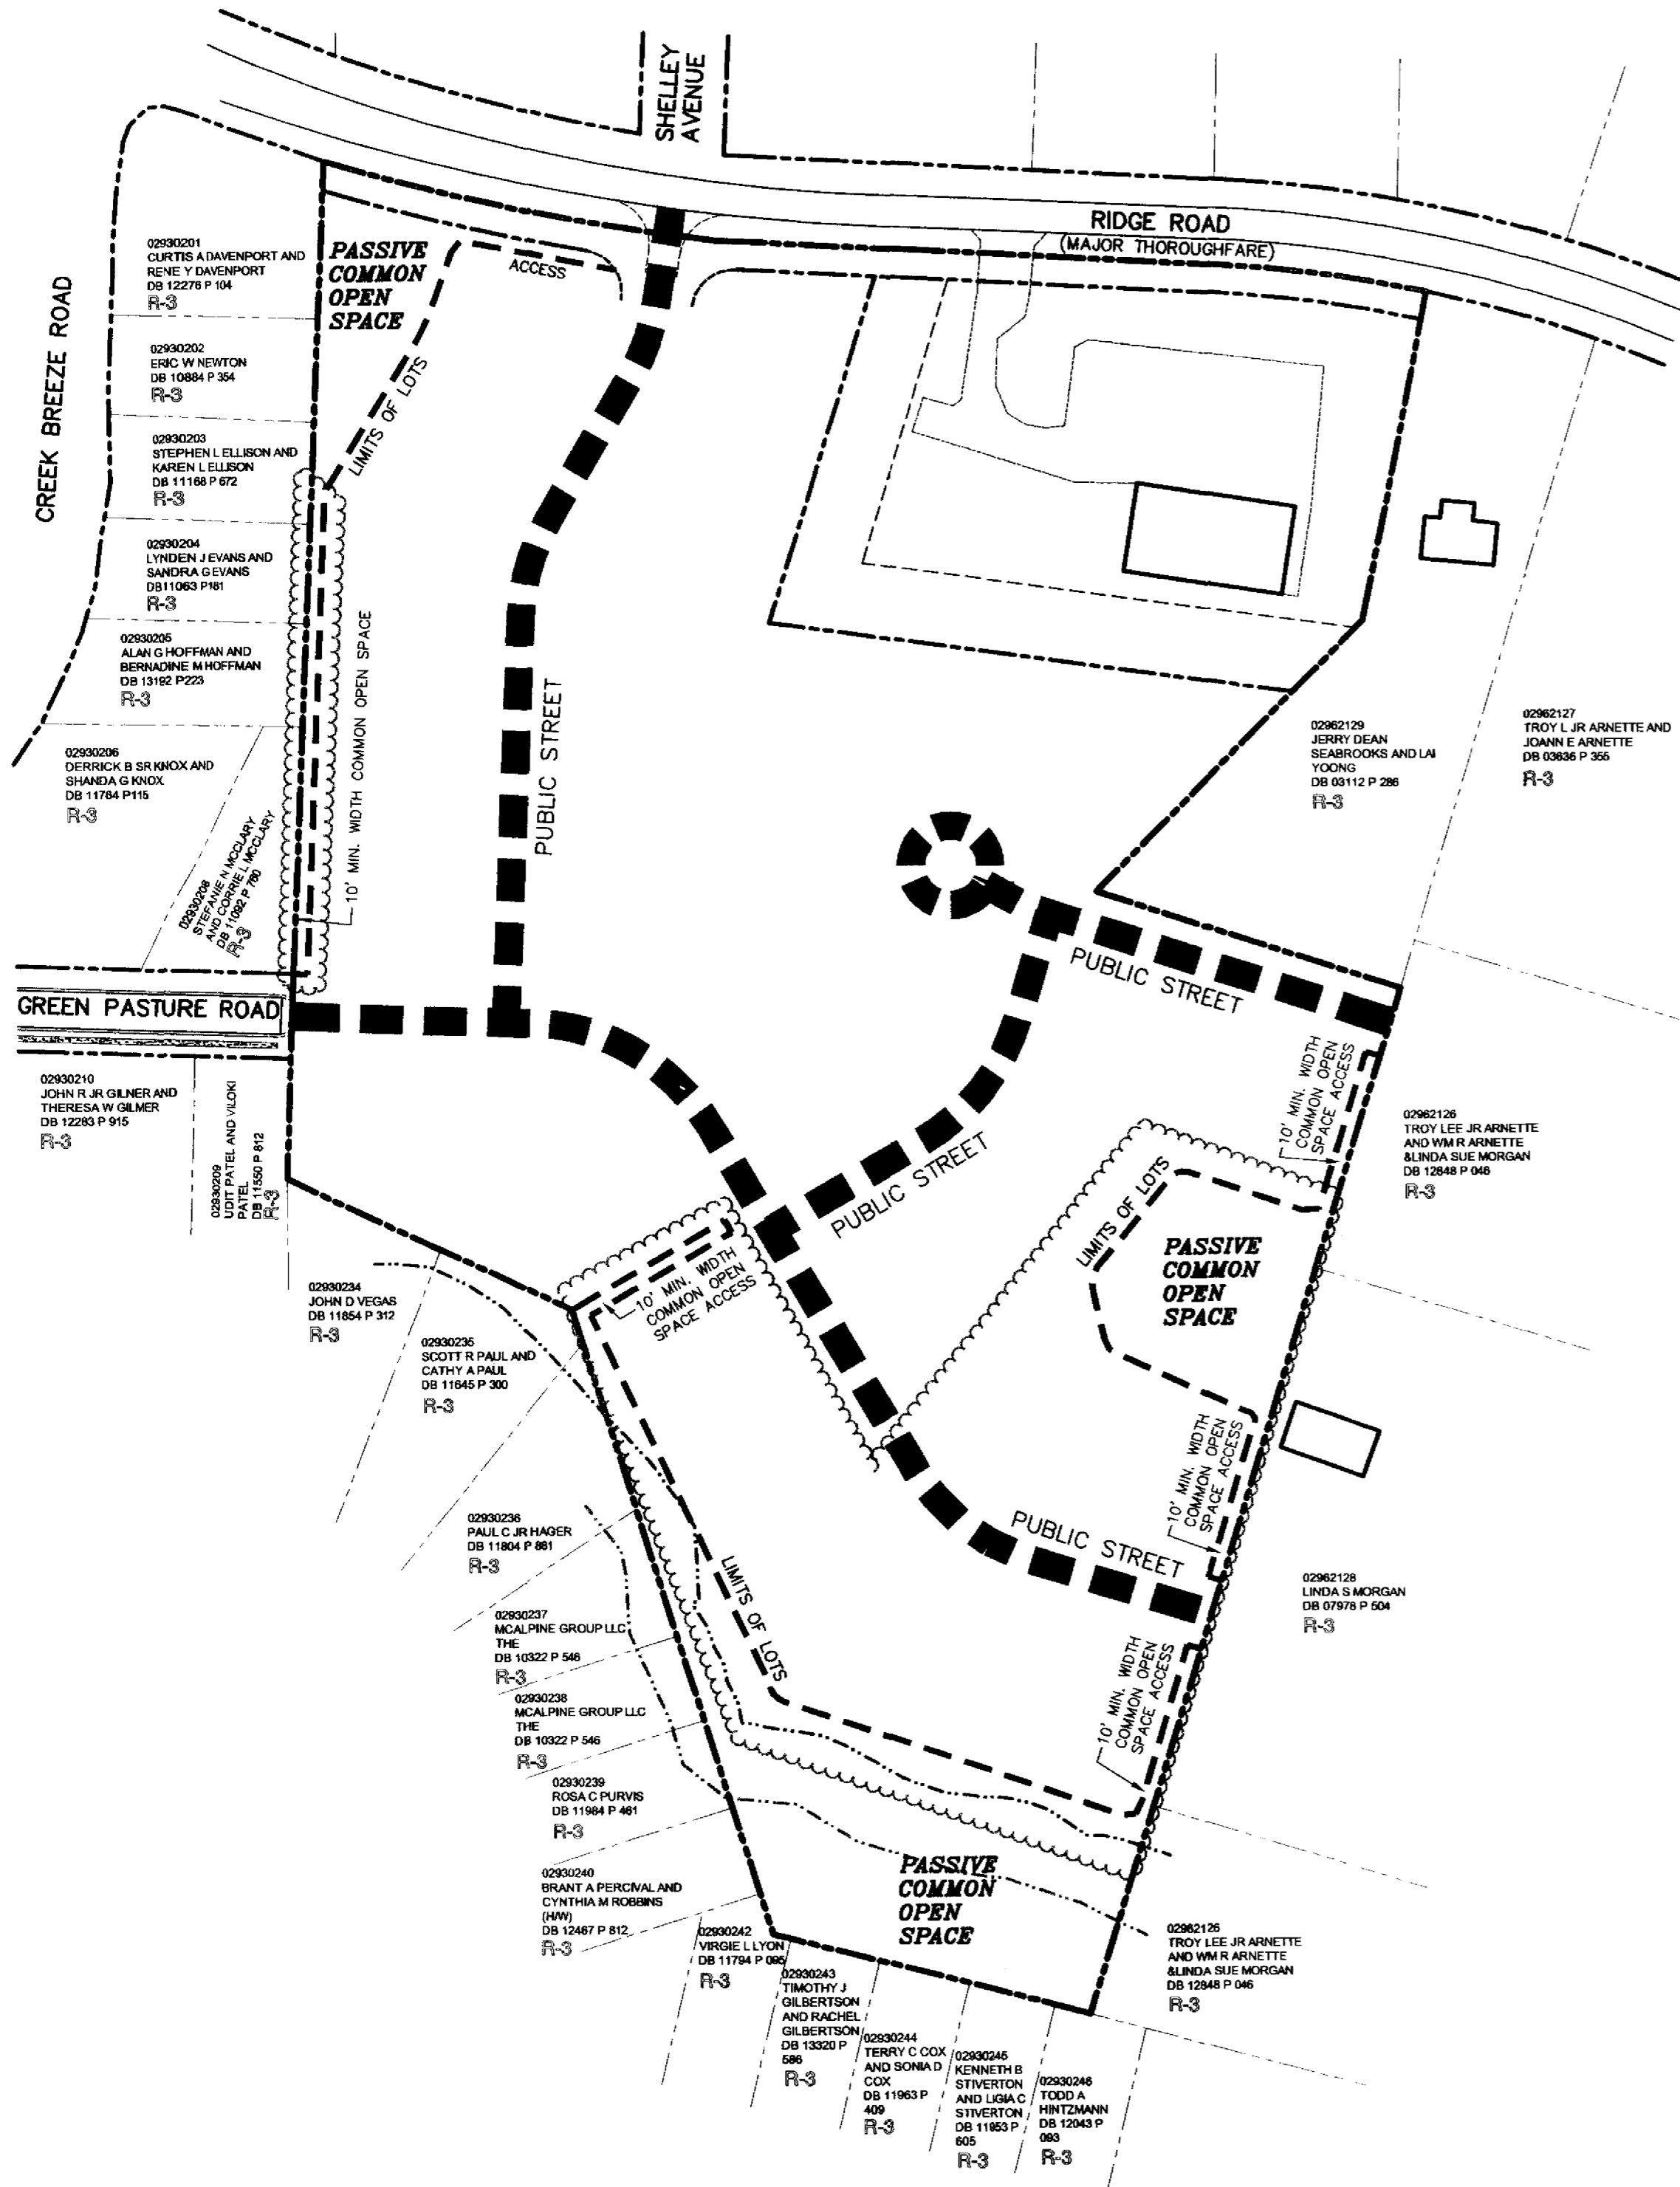 SHELLEY
AVENUE
RIDGE ROAD
(MAJOR THOROUGHFARE)
CREEK BREEZE ROAD
02930201
CURTIS A DAVENPORT AND
RENE Y DAVENPORT
DB 12276 P 104
R-3
PASSIVE
COMMON
OPEN
SPACE
ACCESS
LIMITS OF LOTS
02930202
ERIC W NEWTON
DB 10884 P 354
R-3
02930203
STEPHEN L ELLISON AND
KAREN L ELLISON
DB 11168 P 672
R-3
02930204
LYNDEN J EVANS AND
SANDRA G EVANS
DB11063 P181
R-3
02930205
ALAN G HOFFMAN AND
BERNADINE M HOFFMAN
DB 13192 P223
R-3
02930206
DERRICK B SR KNOX AND
SHANDA G KNOX
DB 11764 P115
R-3
02930208
STEFANIE N MCCLARY
AND CORRIE L MCCLARY
DB 11092 P 760
R-3
10' MIN. WIDTH COMMON OPEN SPACE
PUBLIC STREET
02962129
JERRY DEAN
SEABROOKS AND LAI
YOONG
DB 03112 P 286
R-3
02962127
TROY L JR ARNETTE AND
JOANN E ARNETTE
DB 03636 P 355
R-3
GREEN PASTURE ROAD
PUBLIC STREET
02930210
JOHN R JR GILNER AND
THERESA W GILMER
DB 12283 P 915
R-3
02930209
UDIT PATEL AND VILOKI
PATEL
DB 11550 P 812
R-3
PUBLIC STREET
10' MIN. WIDTH
COMMON OPEN
SPACE ACCESS
02962126
TROY LEE JR ARNETTE
AND WM R ARNETTE
&LINDA SUE MORGAN
DB 12848 P 046
R-3
LIMITS OF LOTS
PASSIVE
COMMON
OPEN
SPACE
10' MIN. WIDTH
COMMON OPEN
SPACE ACCESS
02930234
JOHN D VEGAS
DB 11854 P 312
R-3
02930235
SCOTT R PAUL AND
CATHY A PAUL
DB 11645 P 300
R-3
10' MIN. WIDTH
COMMON OPEN
SPACE ACCESS
02930236
PAUL C JR HAGER
DB 11804 P 881
R-3
PUBLIC STREET
02962128
LINDA S MORGAN
DB 07978 P 504
R-3
LIMITS OF LOTS
02930237
MCALPINE GROUP LLC
THE
DB 10322 P 546
R-3
10' MIN. WIDTH
COMMON OPEN
SPACE ACCESS
02930238
MCALPINE GROUP LLC
THE
DB 10322 P 546
R-3
02930239
ROSA C PURVIS
DB 11984 P 461
R-3
02930240
BRANT A PERCIVAL AND
CYNTHIA M ROBBINS
(H/W)
DB 12467 P 812
R-3
PASSIVE
COMMON
OPEN
SPACE
02930242
VIRGIE L LYON
DB 11794 P 095
R-3
02962126
TROY LEE JR ARNETTE
AND WM R ARNETTE
&LINDA SUE MORGAN
DB 12848 P 046
R-3
02930243
TIMOTHY J
GILBERTSON
AND RACHEL
GILBERTSON
DB 13320 P
586
R-3
02930244
TERRY C COX
AND SONIA D
COX
DB 11963 P
409
R-3
02930245
KENNETH B
STIVERTON
AND LIGIA C
STIVERTON
DB 11953 P
605
R-3
02930246
TODD A
HINTZMANN
DB 12043 P
093
R-3